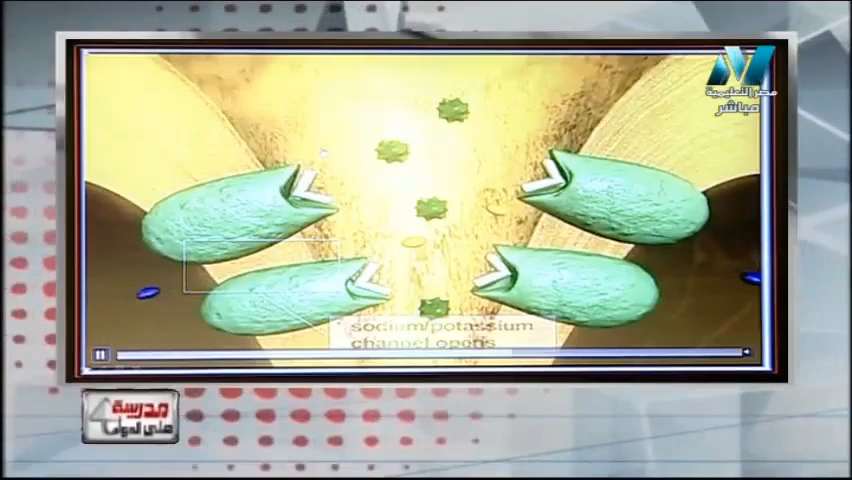 مصر التعليمية
مباشر
sodium/potassium
channel opens
مدرسة
على الهواء